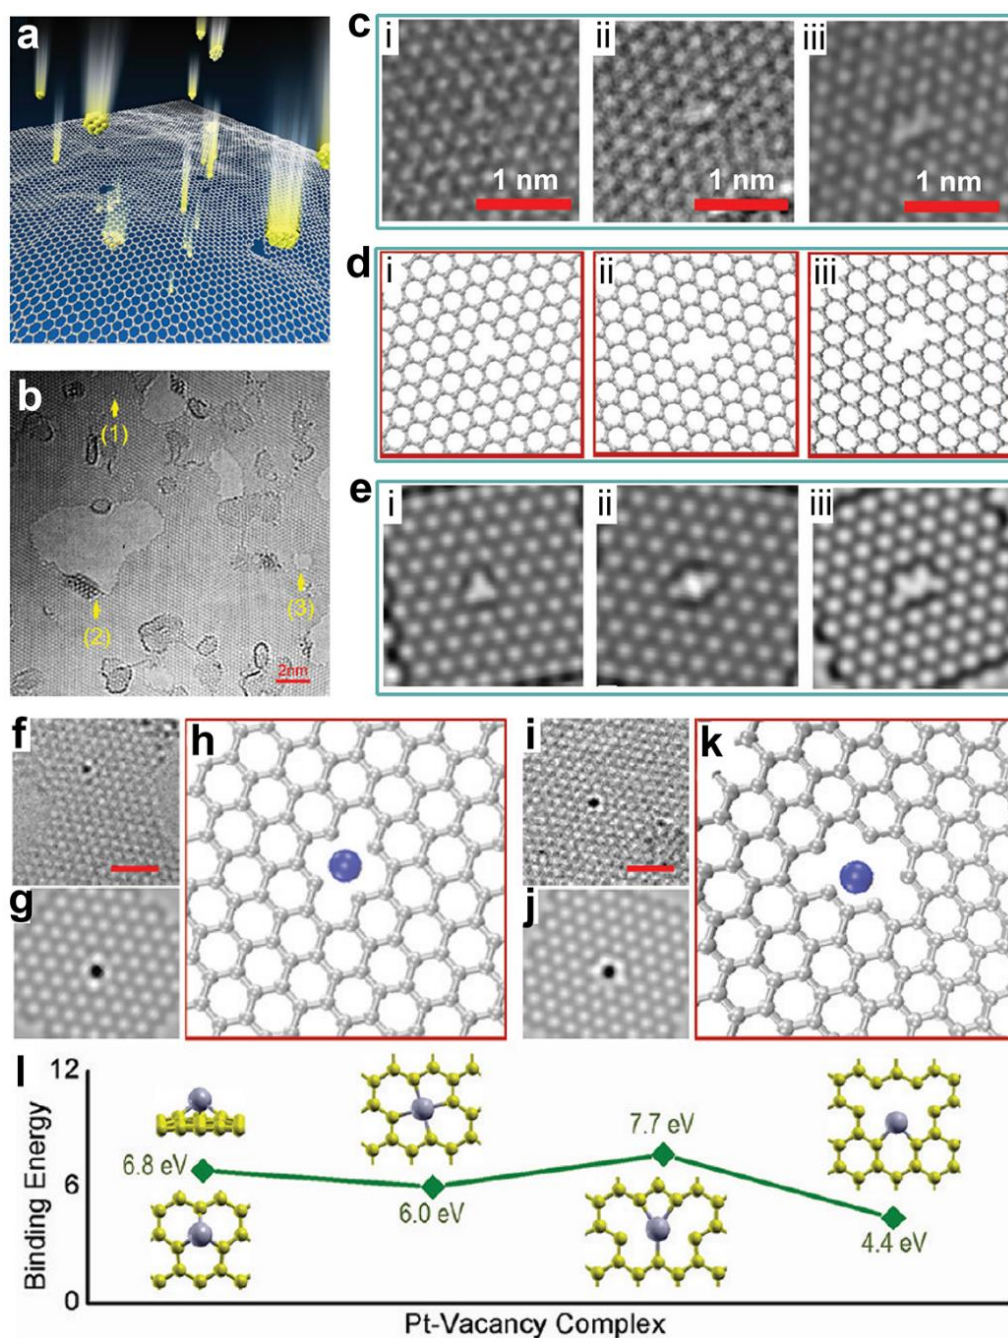 a
c
i
ii
iii
1 nm
1 nm
1 nm
d
i
ii
iii
b
(1)
(2)
(3)
2nm
e
i
ii
iii
f
h
i
k
g
j
l
12
6
0
Binding Energy
6.8 eV
6.0 eV
7.7 eV
4.4 eV
Pt-Vacancy Complex